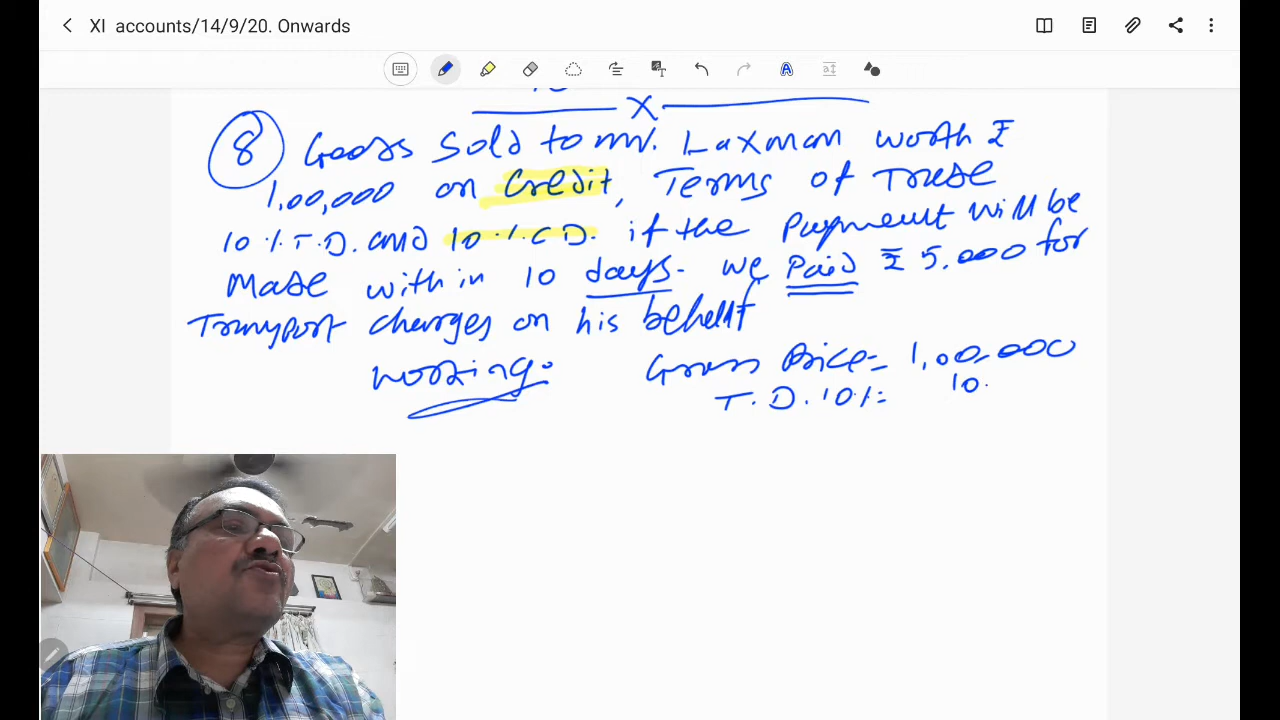 XI accounts/14/9/20. Onwards
X
8 Goods Sold to mr. Laxman worth ₹
1,00,000 on Credit, Terms of Trade
10 % T.D. and 10 % C D. if the Payment will be
Made with in 10 days. we Paid ₹ 5,000 for
Transport charges on his behalf
working:
Gross Price = 1,00,000
T. D. 10% = 10.